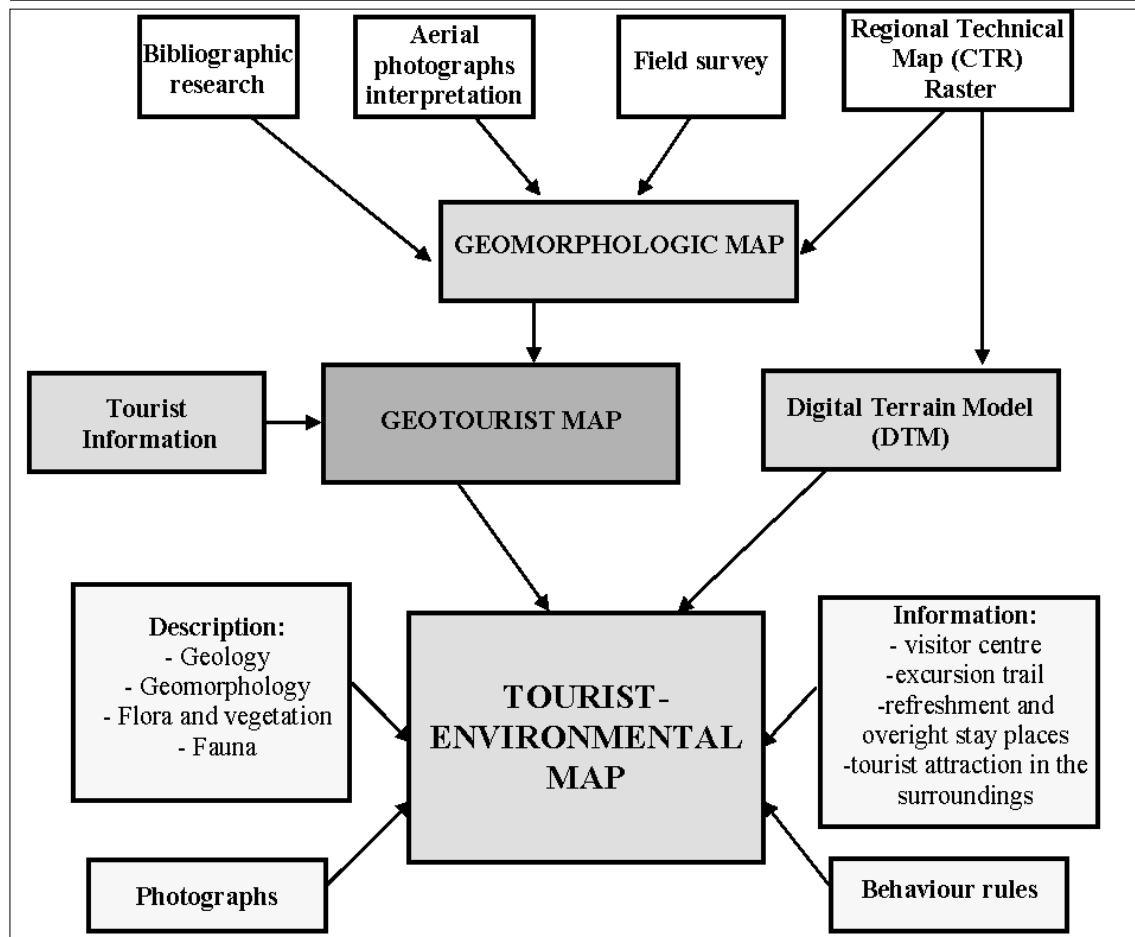 Bibliographic
research
Aerial
photographs
interpretation
Field survey
Regional Technical
Map (CTR)
Raster
GEOMORPHOLOGIC MAP
Tourist
Information
GEOTOURIST MAP
Digital Terrain Model
(DTM)
Description:
- Geology
- Geomorphology
- Flora and vegetation
- Fauna
TOURIST-
ENVIRONMENTAL
MAP
Information:
- visitor centre
-excursion trail
-refreshment and
overight stay places
-tourist attraction in the
surroundings
Photographs
Behaviour rules